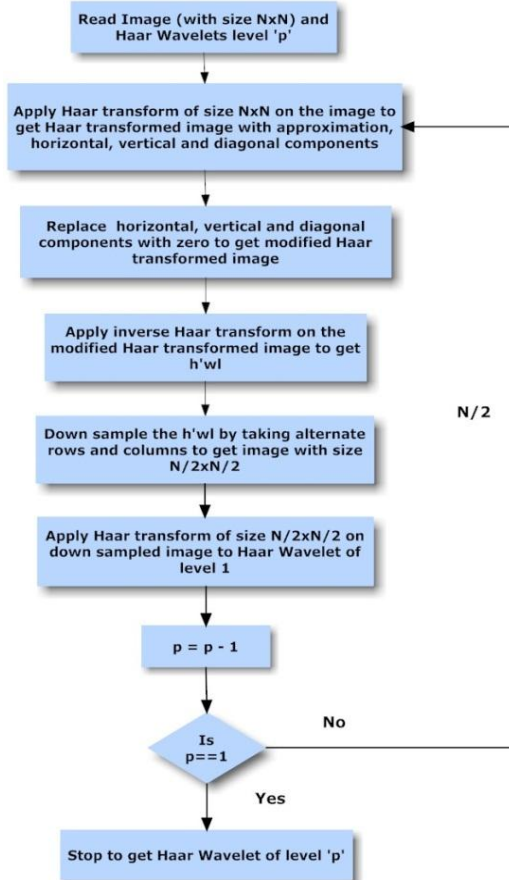 Read Image (with size NxN) and
Haar Wavelets level 'p'
Apply Haar transform of size NxN on the image to
get Haar transformed image with approximation,
horizontal, vertical and diagonal components
Replace horizontal, vertical and diagonal
components with zero to get modified Haar
transformed image
Apply inverse Haar transform on the
modified Haar transformed image to get
h'wl
N/2
Down sample the h'wl by taking alternate
rows and columns to get image with size
N/2xN/2
Apply Haar transform of size N/2xN/2 on
down sampled image to Haar Wavelet of
level 1
p = p - 1
Is
p==1
No
Yes
Stop to get Haar Wavelet of level 'p'